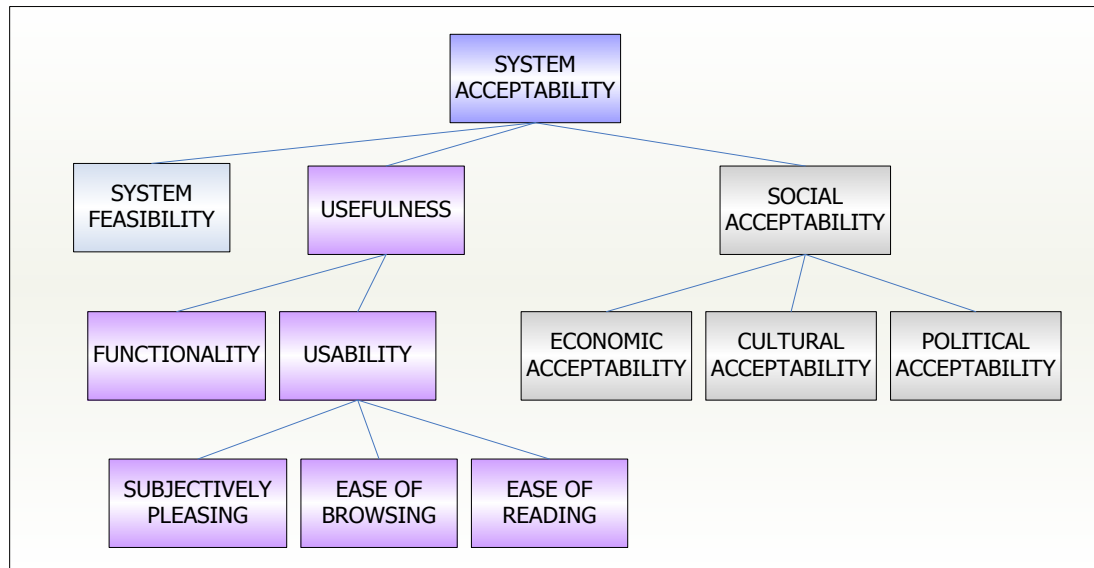 SYSTEM
ACCEPTABILITY
SYSTEM
FEASIBILITY
USEFULNESS
SOCIAL
ACCEPTABILITY
FUNCTIONALITY
USABILITY
ECONOMIC
ACCEPTABILITY
CULTURAL
ACCEPTABILITY
POLITICAL
ACCEPTABILITY
SUBJECTIVELY
PLEASING
EASE OF
BROWSING
EASE OF
READING